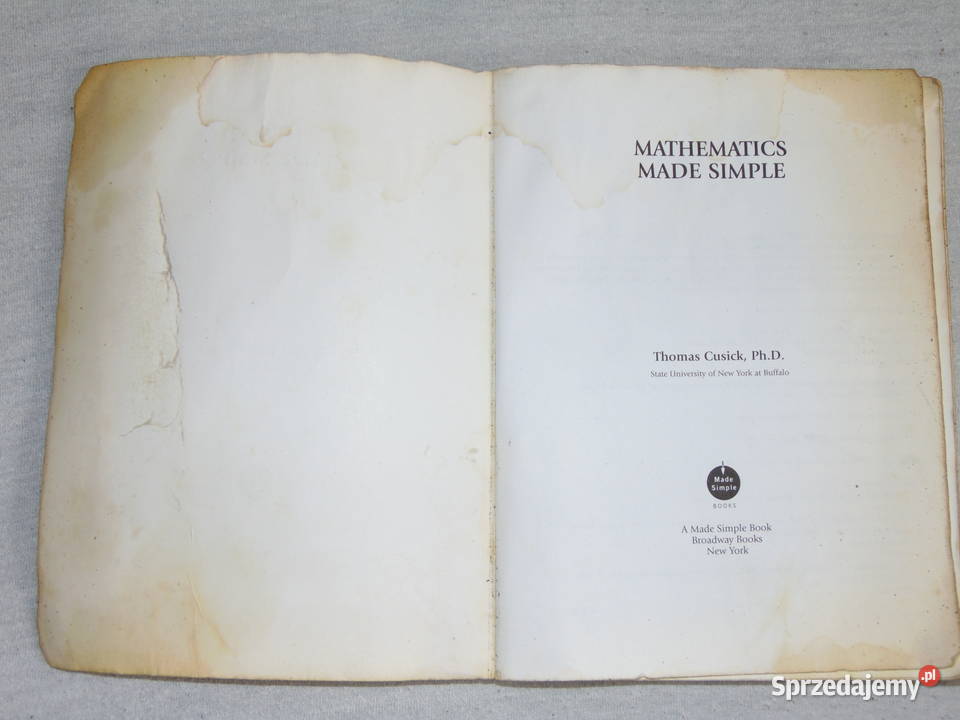 MATHEMATICS
MADE SIMPLE
Thomas Cusick, Ph.D.
State University of New York at Buffalo
Made
Simple
BOOKS
A Made Simple Book
Broadway Books
New York
Sprzedajemy.pl